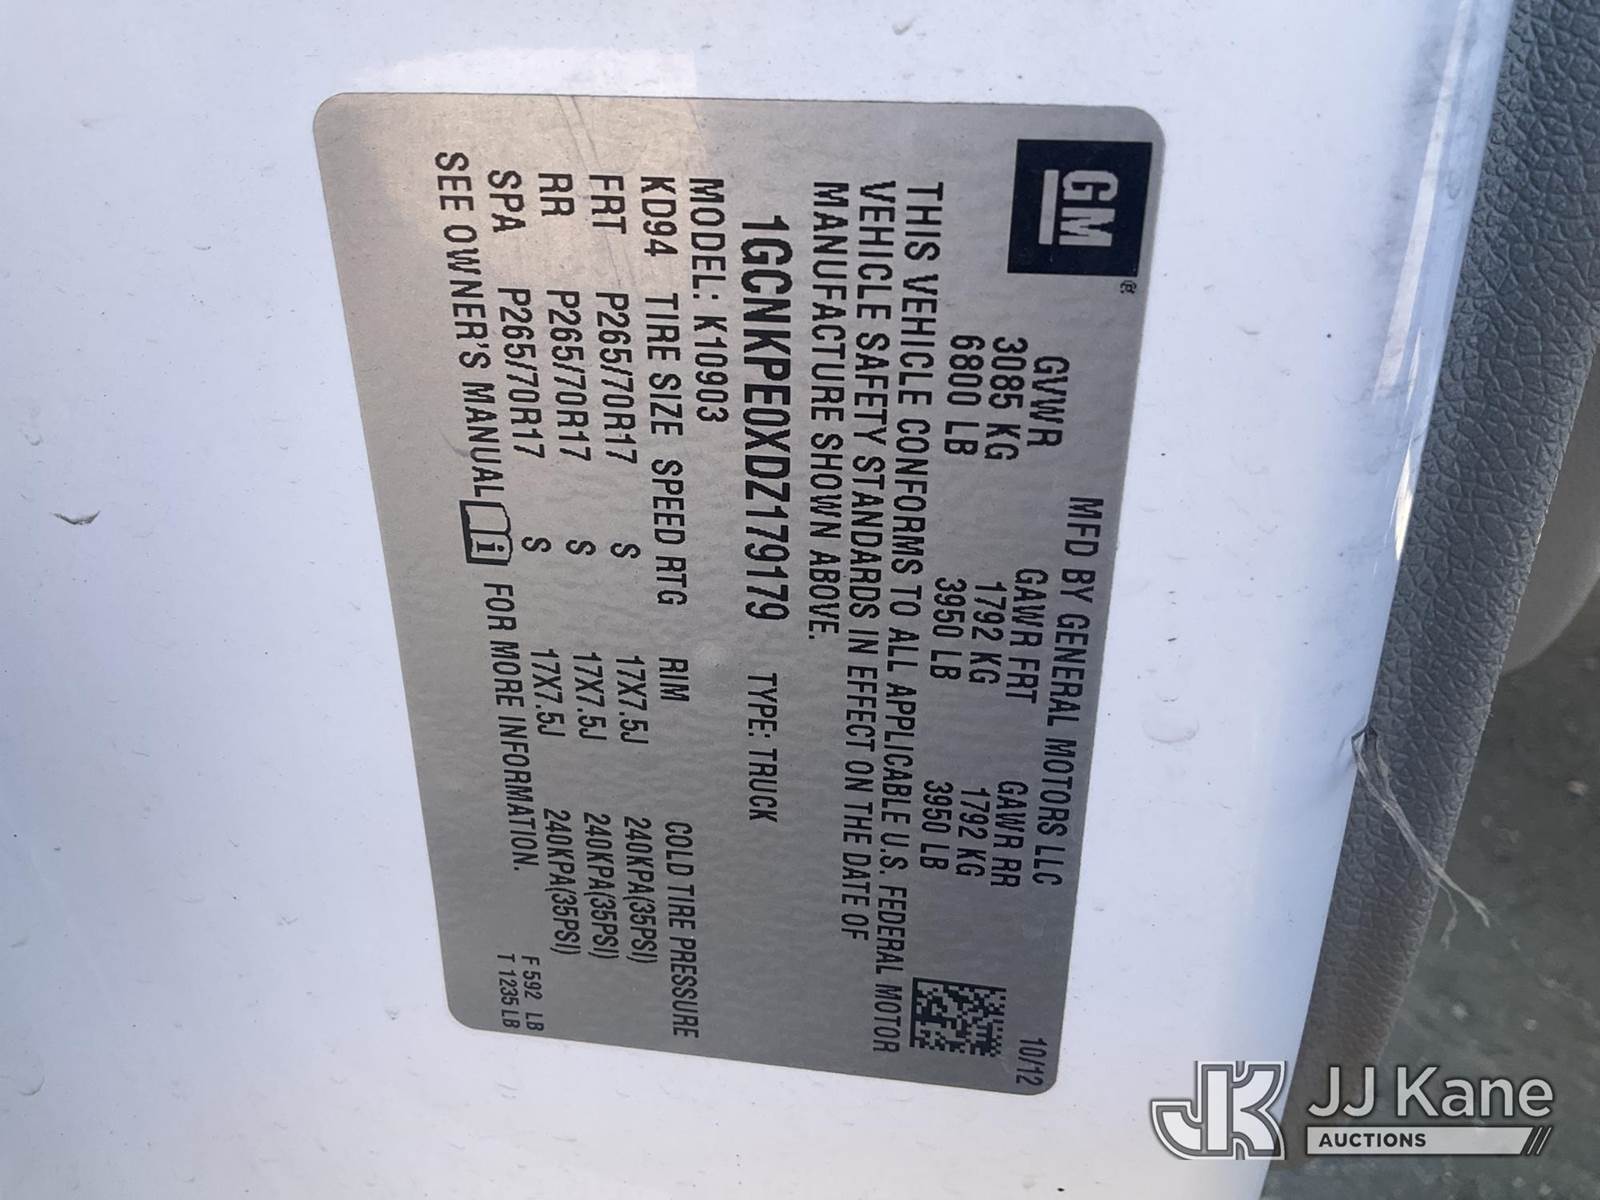 GM®
MFD BY GENERAL MOTORS LLC 10/12
GVWR GAWR FRT GAWR RR
3085 KG 1792 KG 1792 KG
6800 LB 3950 LB 3950 LB
THIS VEHICLE CONFORMS TO ALL APPLICABLE U.S. FEDERAL MOTOR
VEHICLE SAFETY STANDARDS IN EFFECT ON THE DATE OF
MANUFACTURE SHOWN ABOVE.
1GCNKPE0XDZ179179 TYPE: TRUCK
MODEL: K10903
KD94 TIRE SIZE SPEED RTG RIM COLD TIRE PRESSURE
FRT P265/70R17 S 17X7.5J 240KPA(35PSI)
RR P265/70R17 S 17X7.5J 240KPA(35PSI)
SPA P265/70R17 S 17X7.5J 240KPA(35PSI)
SEE OWNER'S MANUAL i FOR MORE INFORMATION.
F 592 LB
T 1235 LB
JK JJ Kane
AUCTIONS